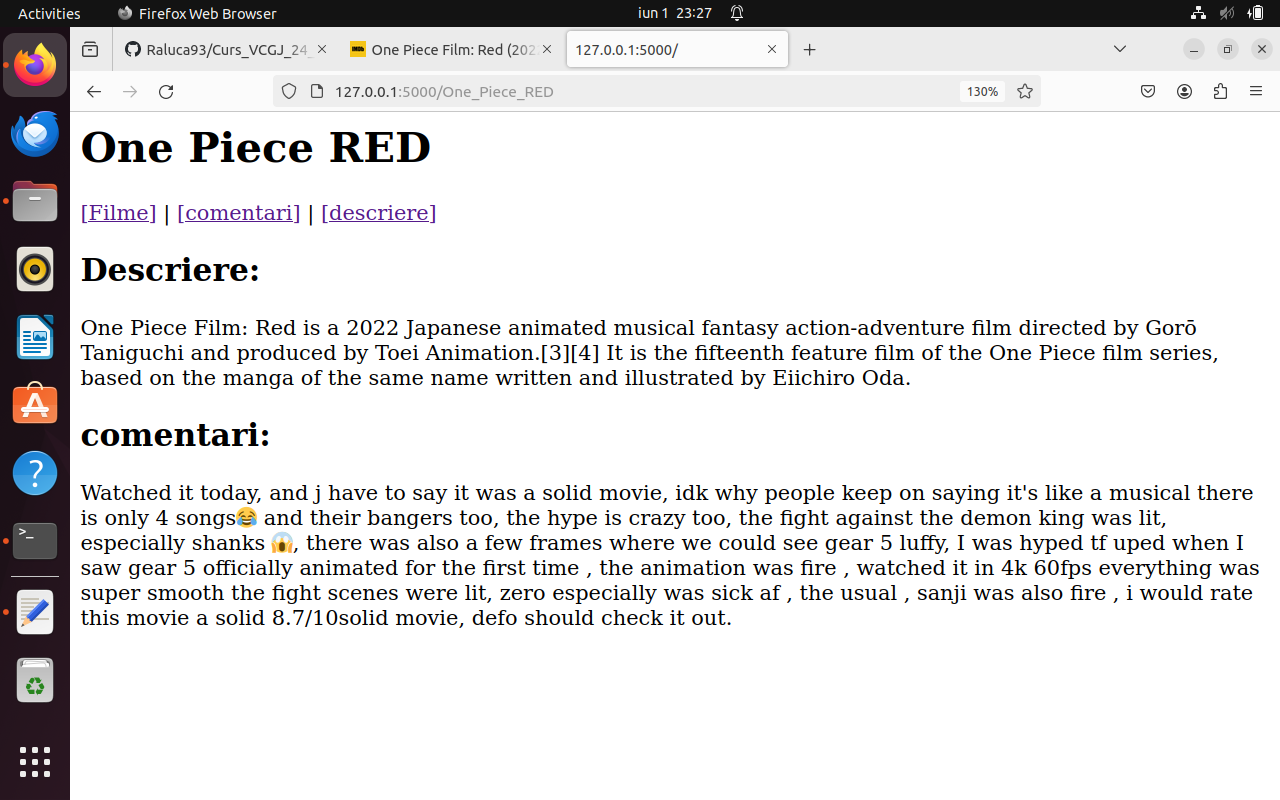 Activities Firefox Web Browser iun 1 23:27
Raluca93/Curs_VCGJ_24_ One Piece Film: Red (202 127.0.0.1:5000/
127.0.0.1:5000/One_Piece_RED 130%
One Piece RED
[Filme] | [comentari] | [descriere]
Descriere:
One Piece Film: Red is a 2022 Japanese animated musical fantasy action-adventure film directed by Gorō
Taniguchi and produced by Toei Animation.[3][4] It is the fifteenth feature film of the One Piece film series,
based on the manga of the same name written and illustrated by Eiichiro Oda.
comentari:
Watched it today, and j have to say it was a solid movie, idk why people keep on saying it's like a musical there
is only 4 songs😂 and their bangers too, the hype is crazy too, the fight against the demon king was lit,
especially shanks 😱, there was also a few frames where we could see gear 5 luffy, I was hyped tf uped when I
saw gear 5 officially animated for the first time , the animation was fire , watched it in 4k 60fps everything was
super smooth the fight scenes were lit, zero especially was sick af , the usual , sanji was also fire , i would rate
this movie a solid 8.7/10solid movie, defo should check it out.